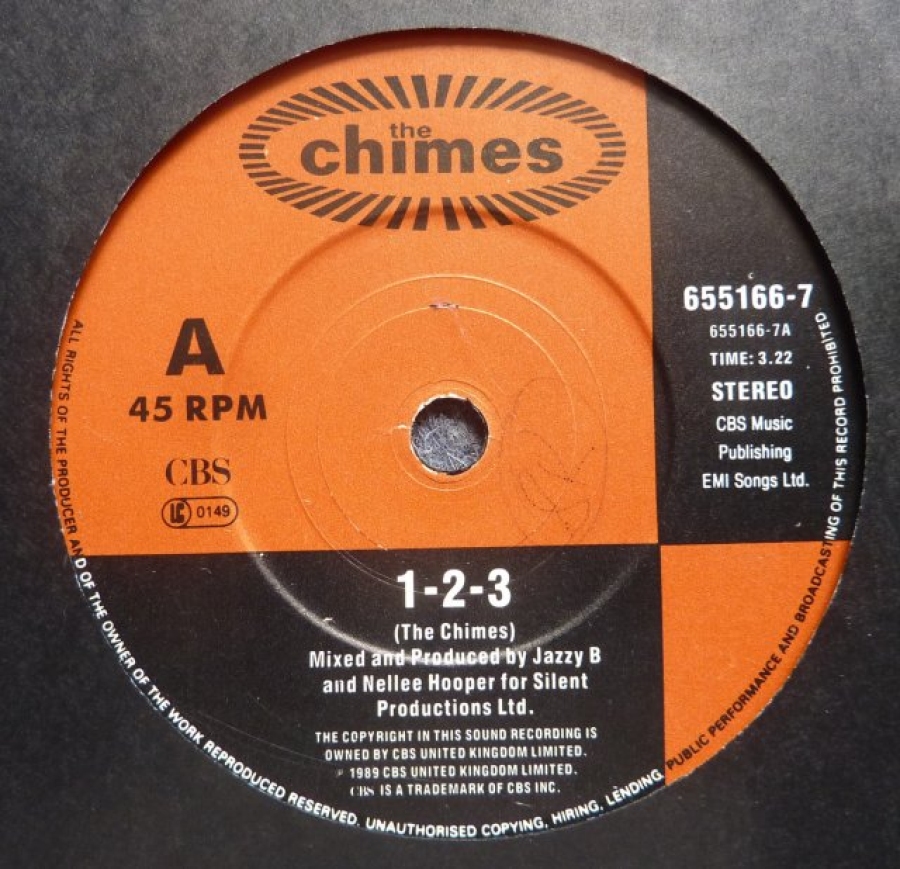 the
chimes
A
45 RPM
CBS
LC 0149
655166-7
655166-7A
TIME: 3.22
STEREO
CBS Music
Publishing
EMI Songs Ltd.
1-2-3
(The Chimes)
Mixed and Produced by Jazzy B
and Nellee Hooper for Silent
Productions Ltd.
THE COPYRIGHT IN THIS SOUND RECORDING IS
OWNED BY CBS UNITED KINGDOM LIMITED.
℗ 1989 CBS UNITED KINGDOM LIMITED.
CBS IS A TRADEMARK OF CBS INC.
ALL RIGHTS OF THE PRODUCER AND OF THE OWNER OF THE WORK REPRODUCED RESERVED. UNAUTHORISED COPYING, HIRING, LENDING, PUBLIC PERFORMANCE AND BROADCASTING OF THIS RECORD PROHIBITED